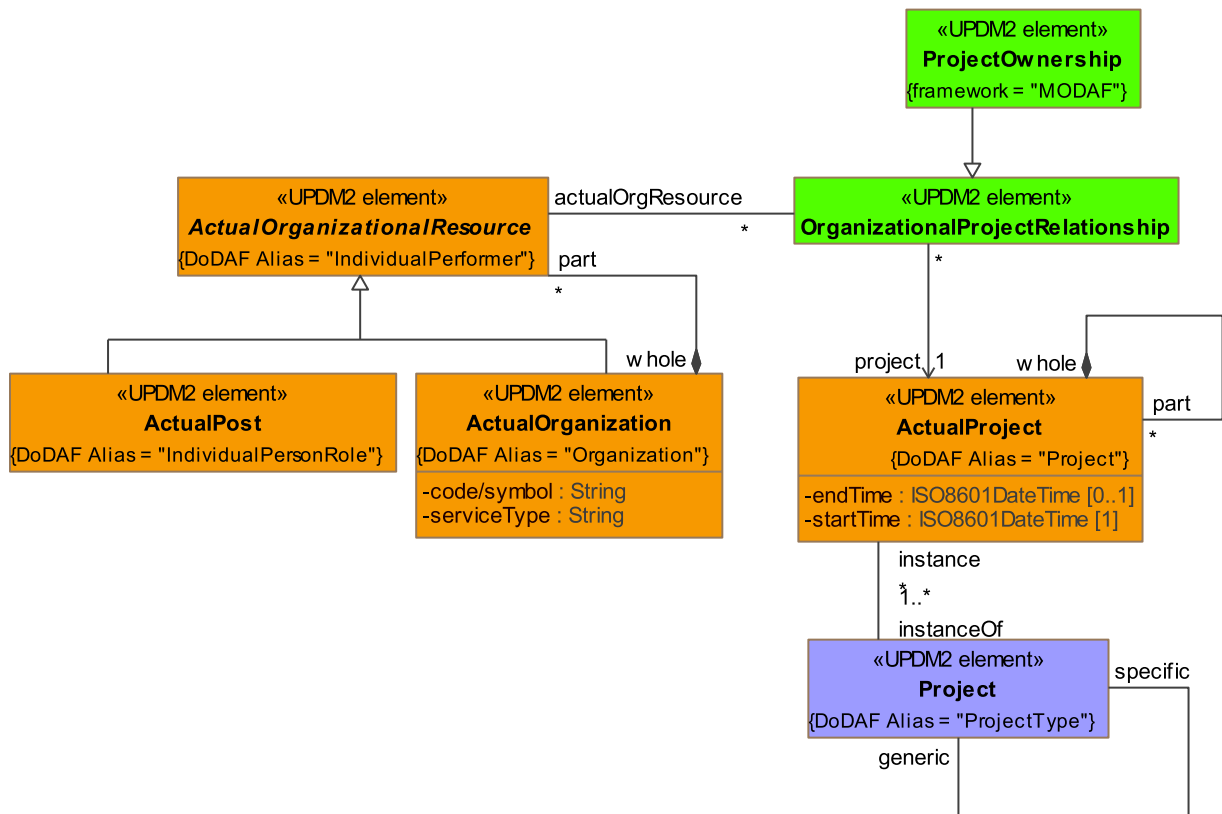 «UPDM2 element»
ProjectOwnership
{framework = "MODAF"}
«UPDM2 element»
ActualOrganizationalResource
{DoDAF Alias = "IndividualPerformer"}
actualOrgResource
*
«UPDM2 element»
OrganizationalProjectRelationship
part
*
whole
*
project
1
whole
part
*
«UPDM2 element»
ActualPost
{DoDAF Alias = "IndividualPersonRole"}
«UPDM2 element»
ActualOrganization
{DoDAF Alias = "Organization"}
-code/symbol : String
-serviceType : String
«UPDM2 element»
ActualProject
{DoDAF Alias = "Project"}
-endTime : ISO8601DateTime [0..1]
-startTime : ISO8601DateTime [1]
instance
*
1..*
instanceOf
«UPDM2 element»
Project
{DoDAF Alias = "ProjectType"}
specific
generic